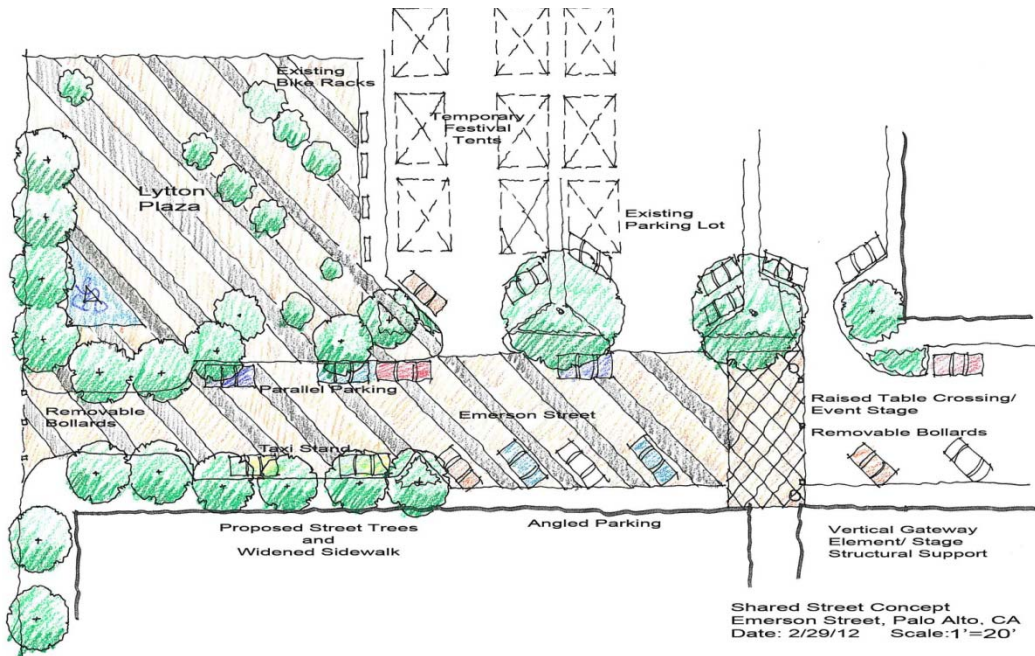 Existing
Bike Racks
Temporary
Festival
Tents
Lytton
Plaza
Existing
Parking Lot
Parallel Parking
Removable
Bollards
Emerson Street
Raised Table Crossing/
Event Stage
Removable Bollards
Taxi Stand
Proposed Street Trees
and
Widened Sidewalk
Angled Parking
Vertical Gateway
Element/ Stage
Structural Support
Shared Street Concept
Emerson Street, Palo Alto, CA
Date: 2/29/12 Scale:1'=20'